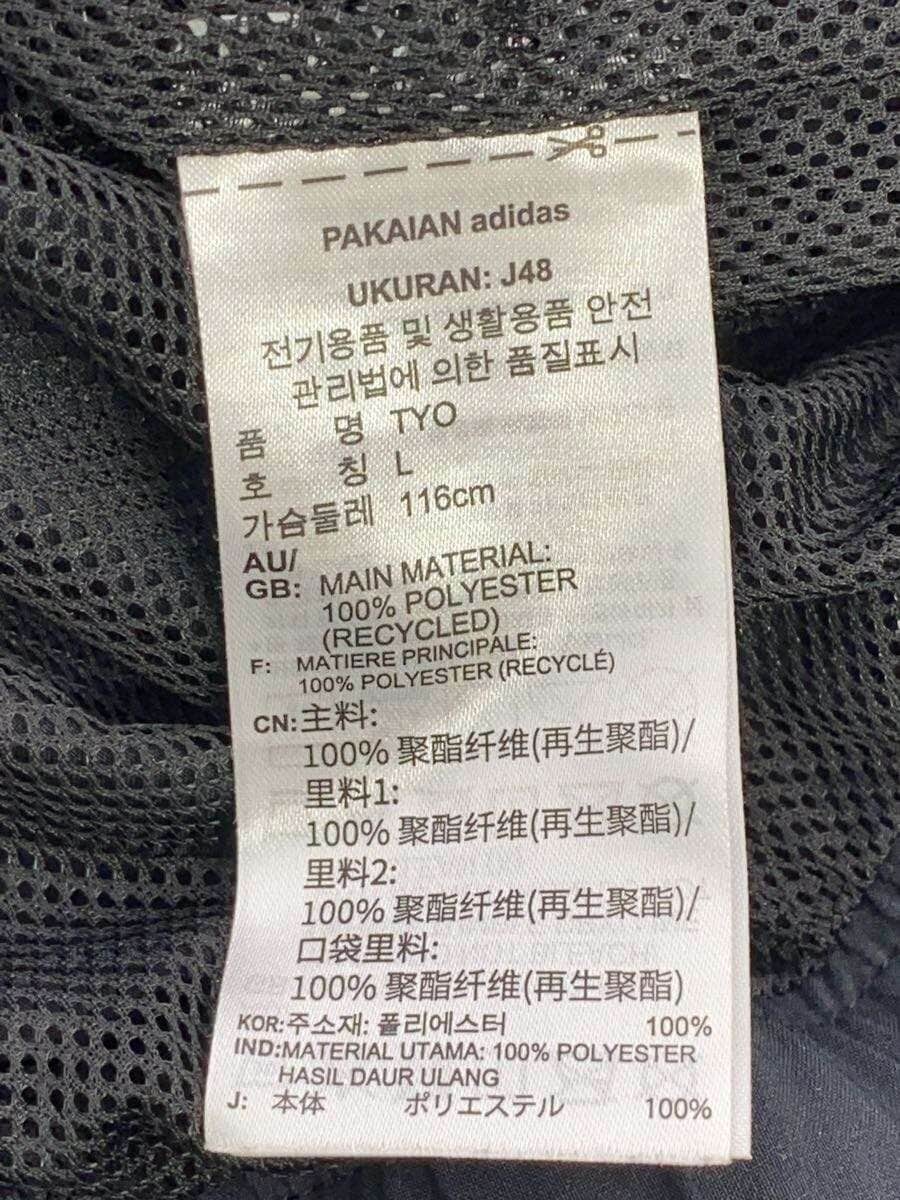 PAKAIAN adidas
UKURAN: J48
전기용품 및 생활용품 안전
관리법에 의한 품질표시
품 명 TYO
호 칭 L
가슴둘레 116cm
AU/
GB: MAIN MATERIAL:
100% POLYESTER
(RECYCLED)
F: MATIERE PRINCIPALE:
100% POLYESTER (RECYCLÉ)
CN:主料:
100% 聚酯纤维(再生聚酯)/
里料1:
100% 聚酯纤维(再生聚酯)/
里料2:
100% 聚酯纤维(再生聚酯)/
口袋里料:
100% 聚酯纤维(再生聚酯)
KOR:주소재: 폴리에스터 100%
IND:MATERIAL UTAMA: 100% POLYESTER
HASIL DAUR ULANG
J: 本体 ポリエステル 100%